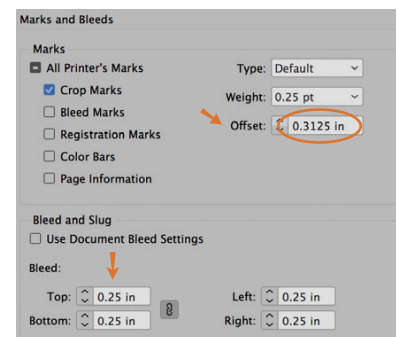 Marks and Bleeds
Marks
All Printer's Marks
Type: Default
Crop Marks
Weight: 0.25 pt
Bleed Marks
Offset: 0.3125 in
Registration Marks
Color Bars
Page Information
Bleed and Slug
Use Document Bleed Settings
Bleed:
Top: 0.25 in Left: 0.25 in
Bottom: 0.25 in Right: 0.25 in